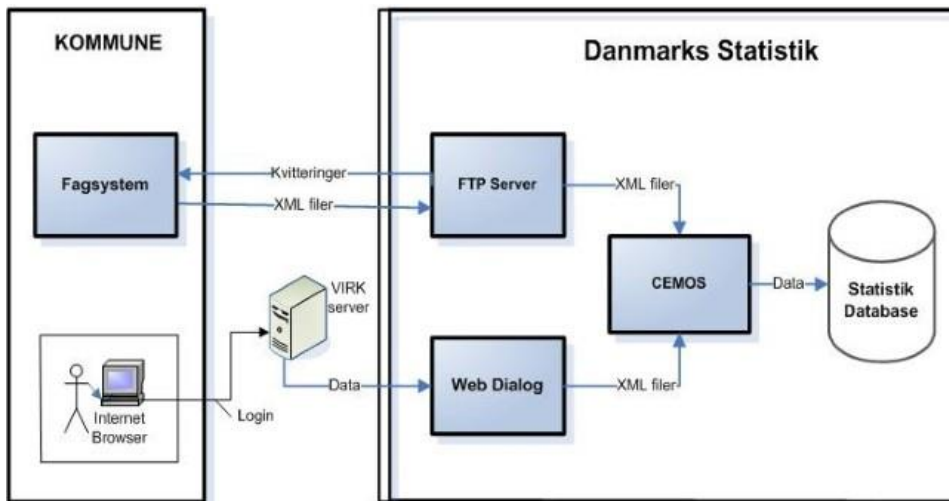 KOMMUNE
Danmarks Statistik
Fagsystem
Kvitteringer
XML filer
FTP Server
XML filer
VIRK
server
CEMOS
Data
Statistik
Database
Internet
Browser
Login
Data
Web Dialog
XML filer